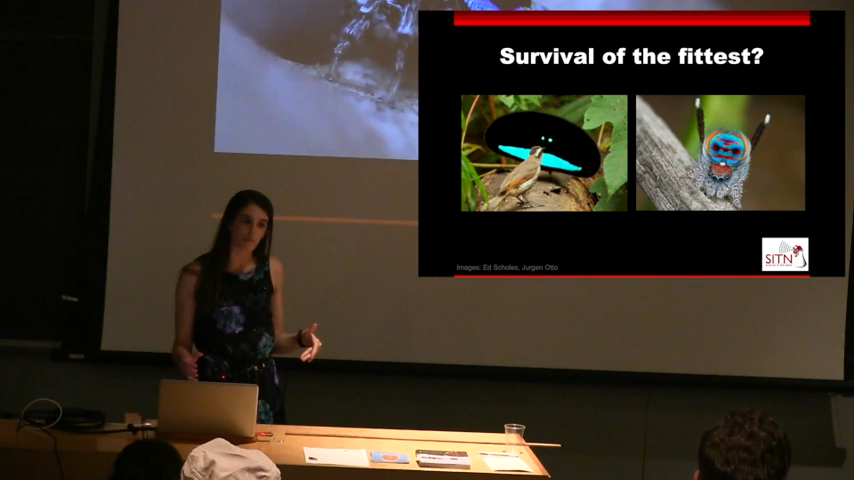 Survival of the fittest?
Images: Ed Scholes, Jurgen Otto
SITN